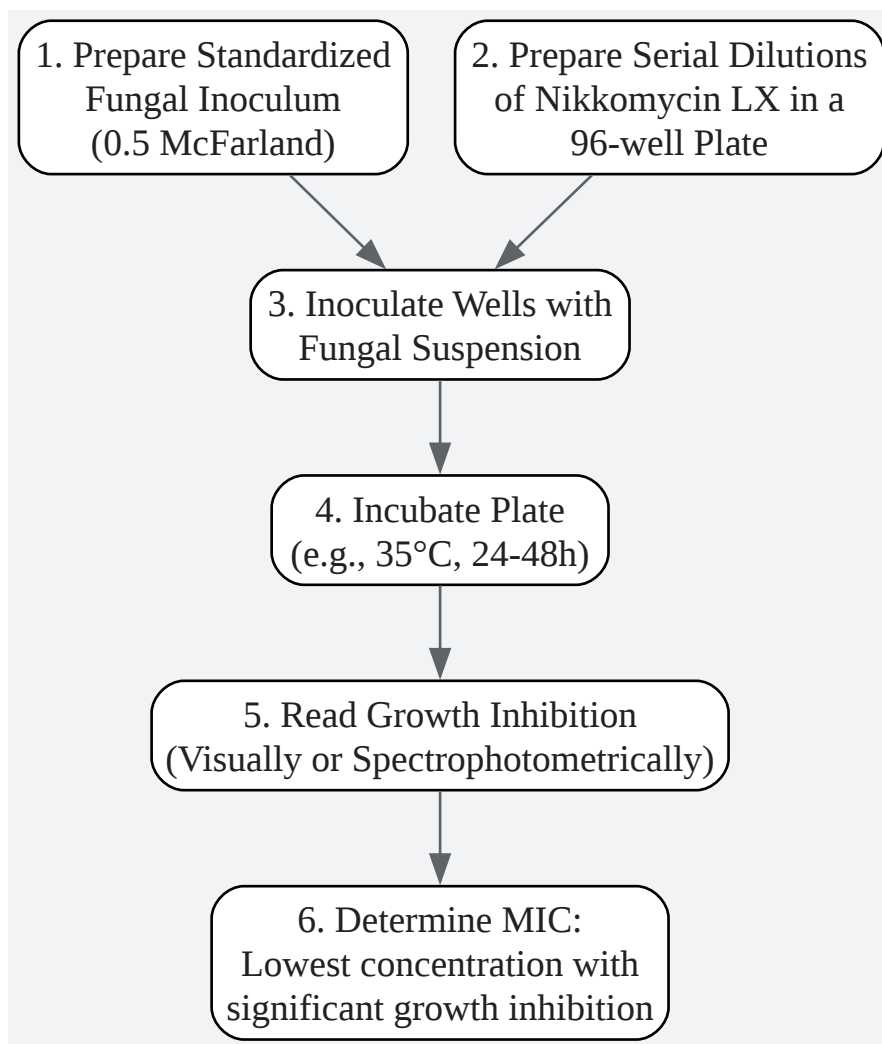 1. Prepare Standardized
Fungal Inoculum
(0.5 McFarland)
2. Prepare Serial Dilutions
of Nikkomycin LX in a
96-well Plate
3. Inoculate Wells with
Fungal Suspension
4. Incubate Plate
(e.g., 35°C, 24-48h)
5. Read Growth Inhibition
(Visually or Spectrophotometrically)
6. Determine MIC:
Lowest concentration with
significant growth inhibition